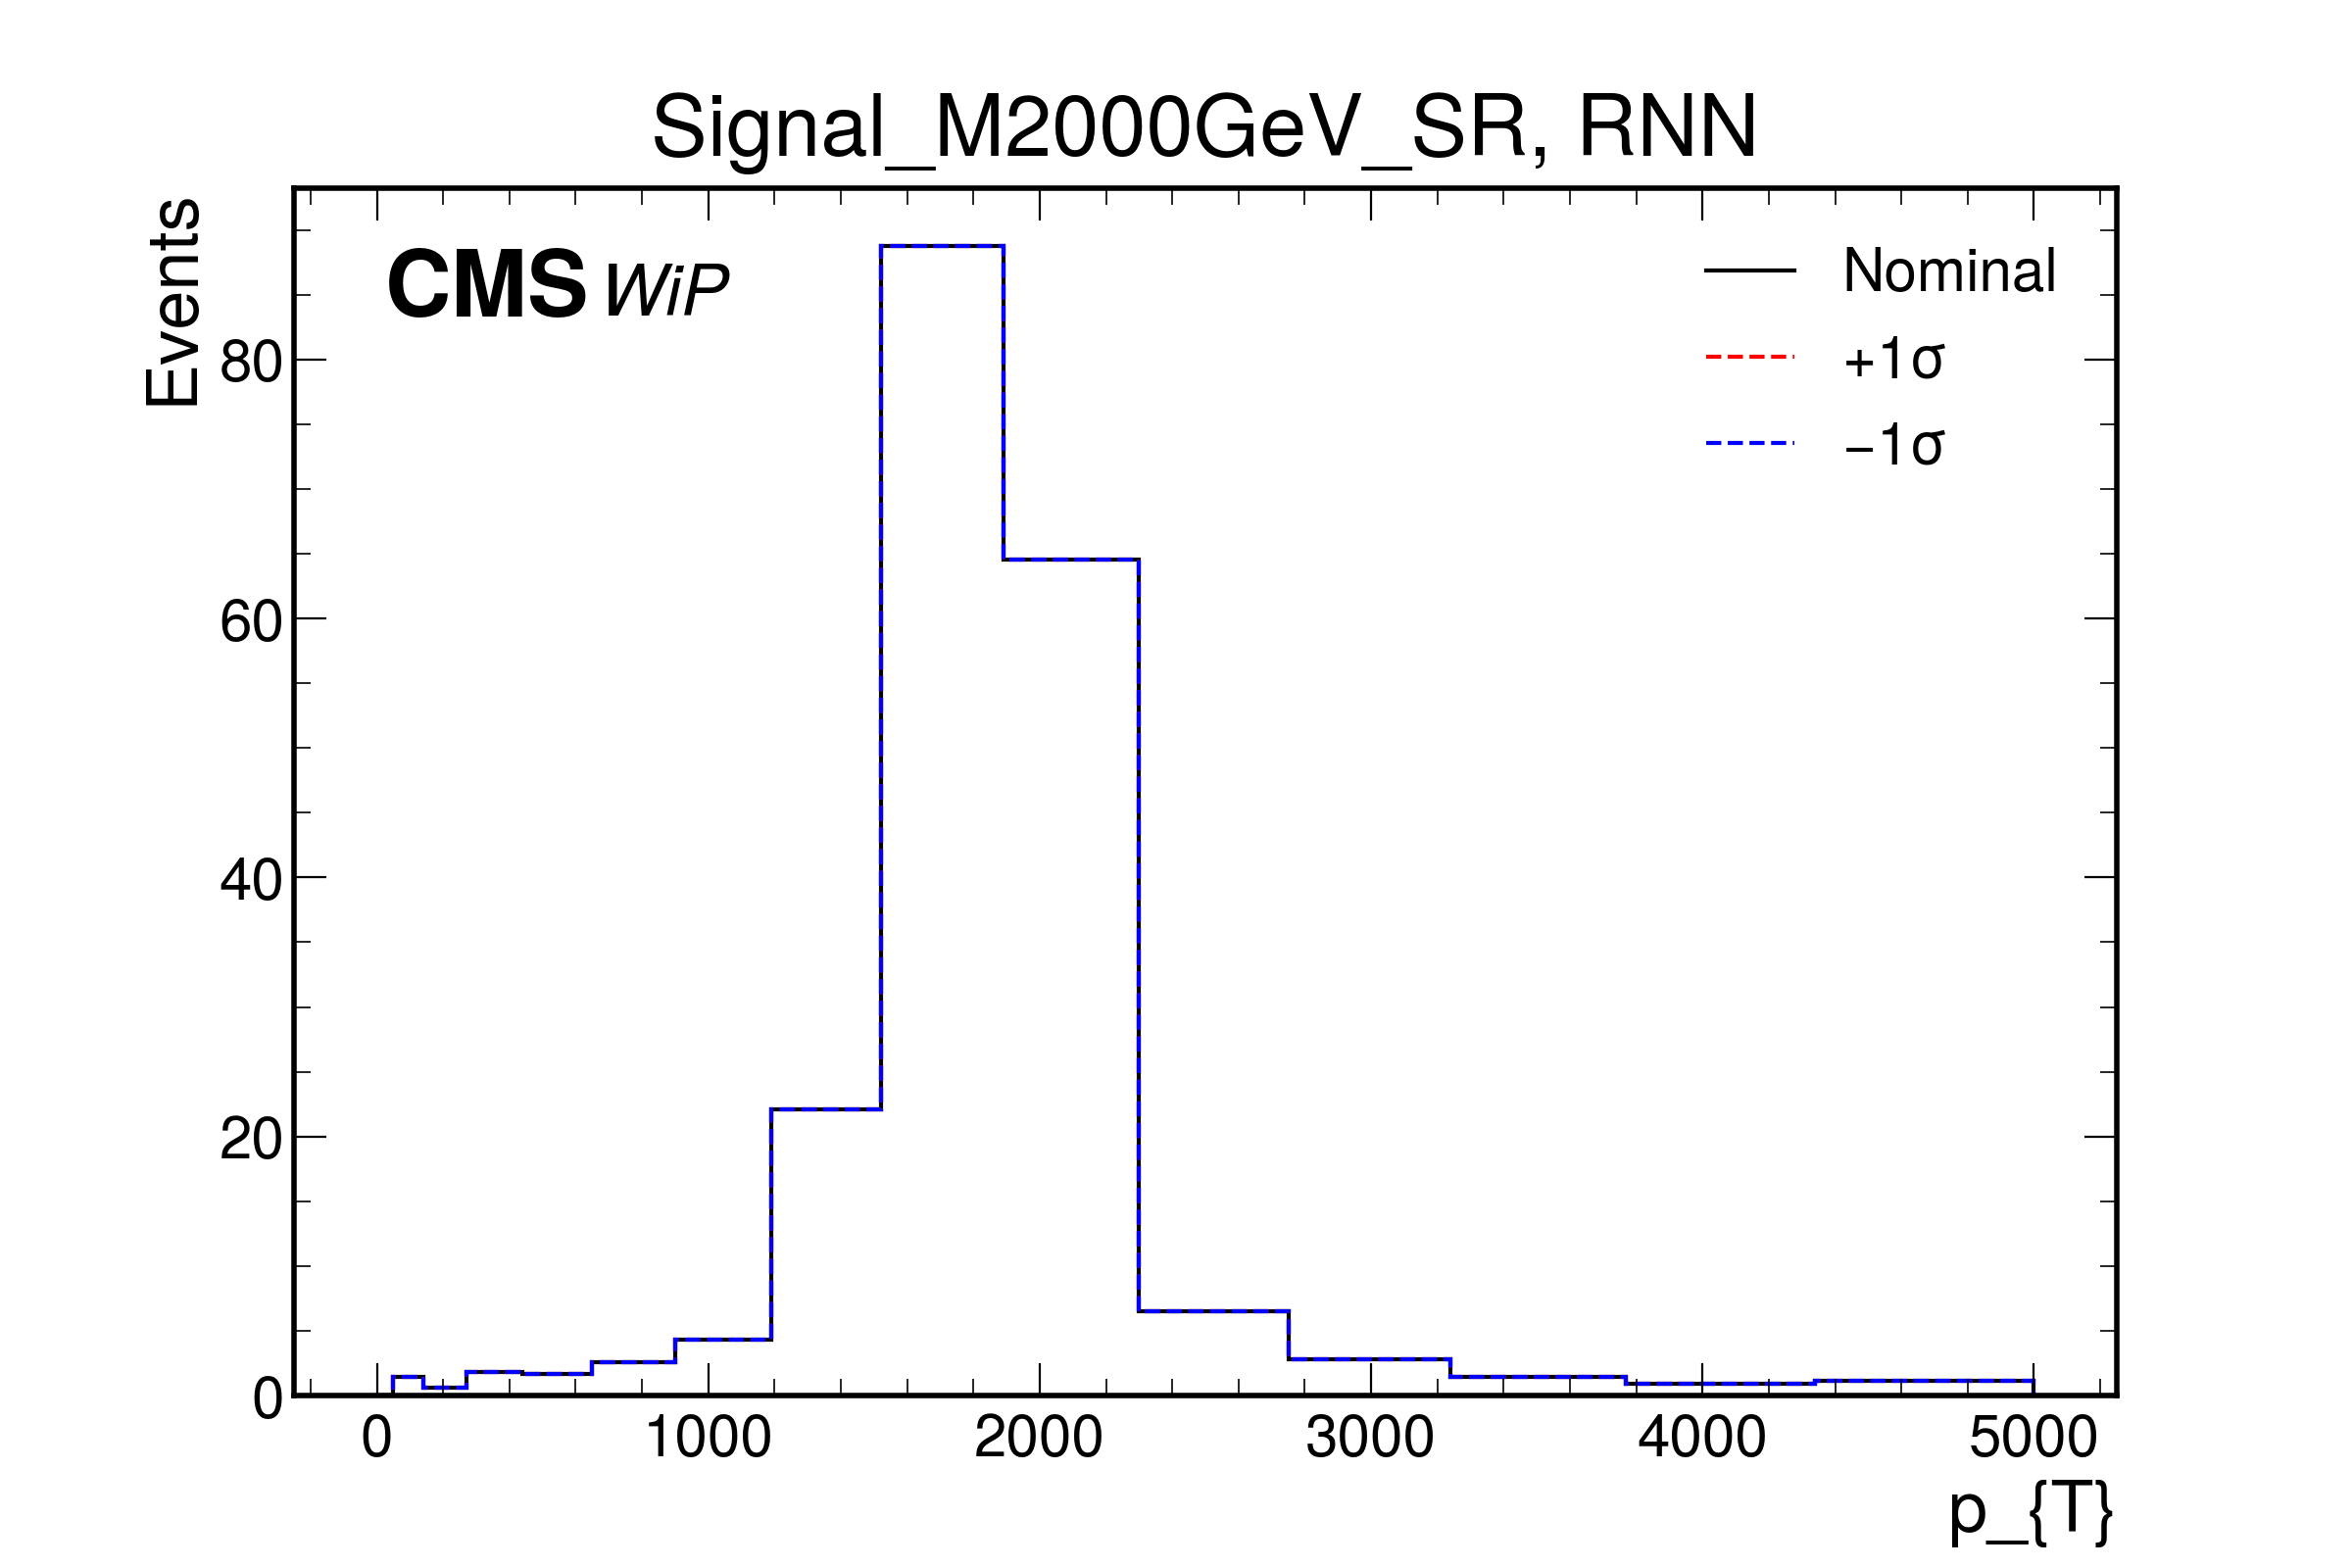 Signal_M2000GeV_SR, RNN
Events
CMS WiP
Nominal
+1σ
−1σ
80
60
40
20
0
0 1000 2000 3000 4000 5000
p_{T}